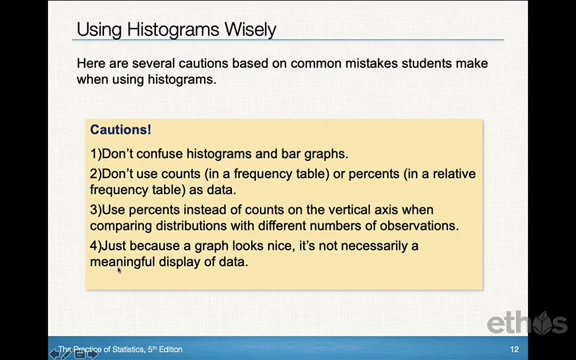 Using Histograms Wisely
Here are several cautions based on common mistakes students make
when using histograms.
Cautions!
1)Don’t confuse histograms and bar graphs.
2)Don’t use counts (in a frequency table) or percents (in a relative
frequency table) as data.
3)Use percents instead of counts on the vertical axis when
comparing distributions with different numbers of observations.
4)Just because a graph looks nice, it’s not necessarily a
meaningful display of data.
ethos
The Practice of Statistics, 5th Edition
12